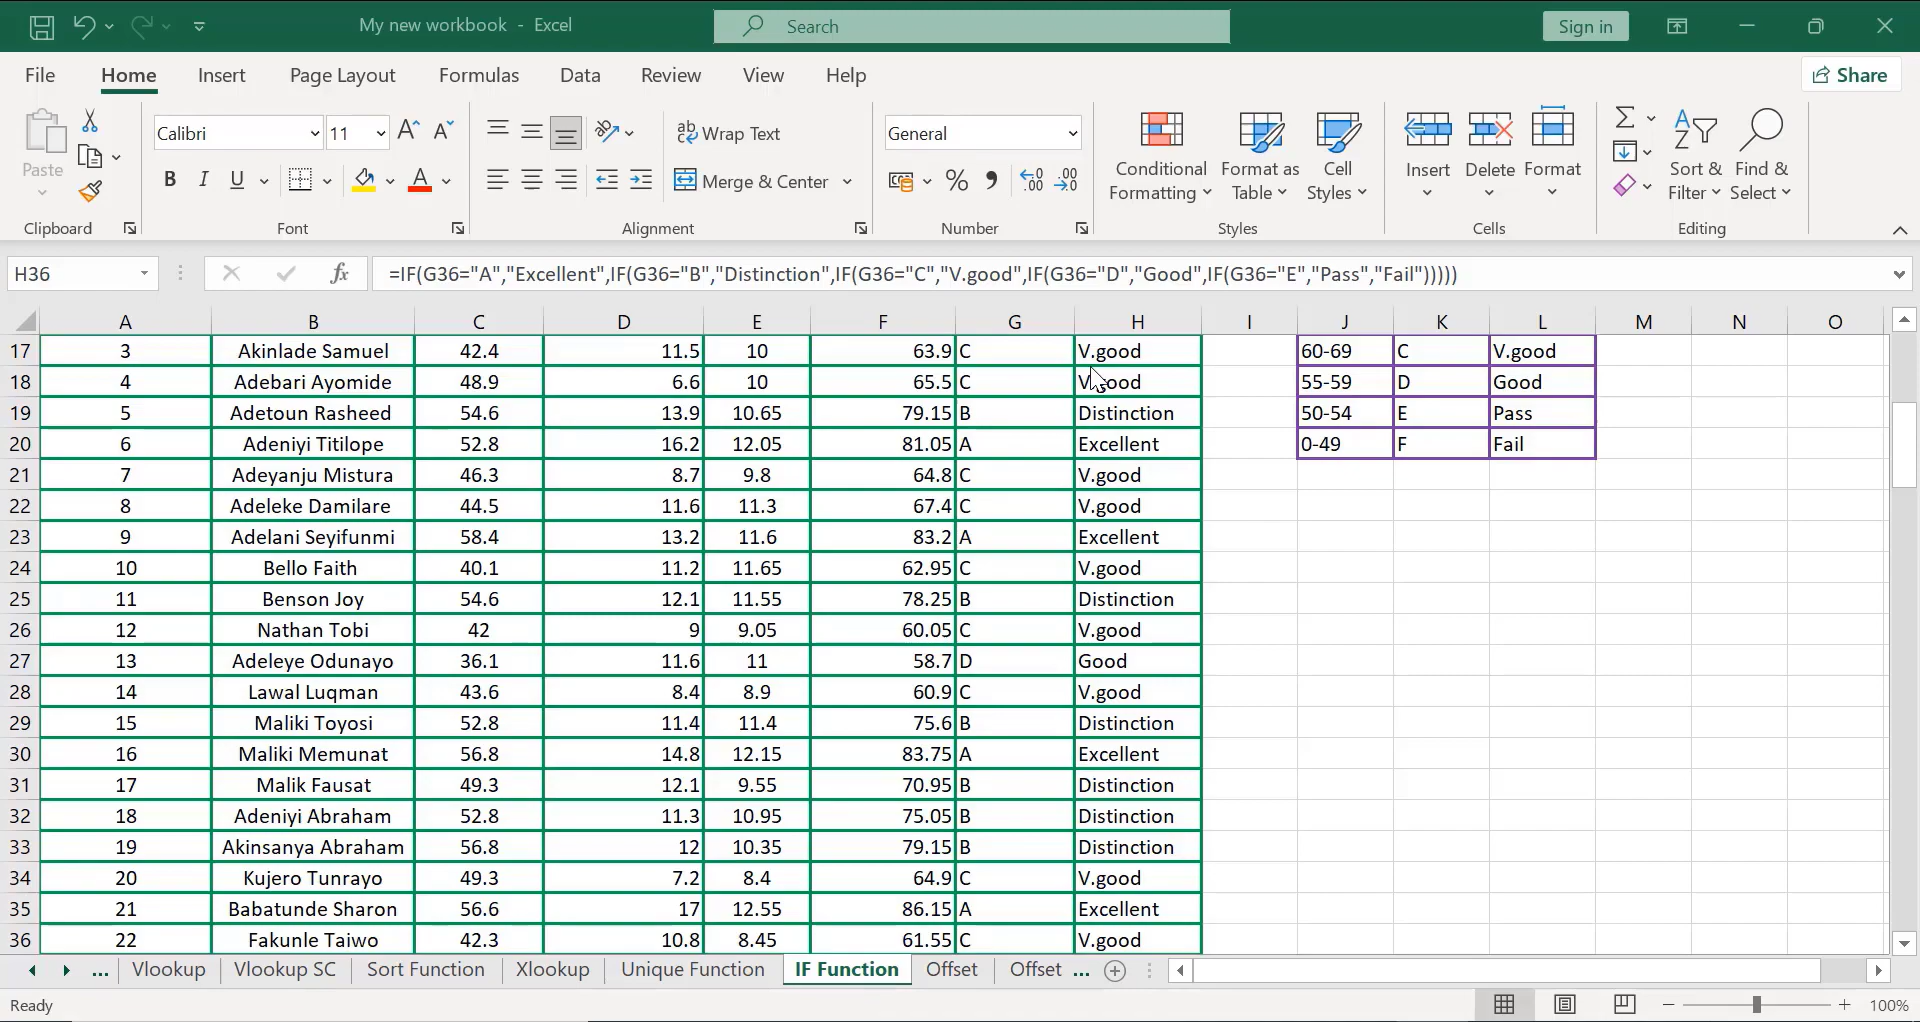 My new workbook - Excel
Search
Sign in
File Home Insert Page Layout Formulas Data Review View Help
Share
Paste
Calibri 11
Wrap Text
Merge & Center
General
Conditional Formatting
Format as Table
Cell Styles
Insert
Delete
Format
Sort & Filter
Find & Select
Clipboard Font Alignment Number Styles Cells Editing
H36 fx =IF(G36="A","Excellent",IF(G36="B","Distinction",IF(G36="C","V.good",IF(G36="D","Good",IF(G36="E","Pass","Fail")))))
A B C D E F G H I J K L M N O
17 3 Akinlade Samuel 42.4 11.5 10 63.9 C V.good 60-69 C V.good
18 4 Adebari Ayomide 48.9 6.6 10 65.5 C V.good 55-59 D Good
19 5 Adetoun Rasheed 54.6 13.9 10.65 79.15 B Distinction 50-54 E Pass
20 6 Adeniyi Titilope 52.8 16.2 12.05 81.05 A Excellent 0-49 F Fail
21 7 Adeyanju Mistura 46.3 8.7 9.8 64.8 C V.good
22 8 Adeleke Damilare 44.5 11.6 11.3 67.4 C V.good
23 9 Adelani Seyifunmi 58.4 13.2 11.6 83.2 A Excellent
24 10 Bello Faith 40.1 11.2 11.65 62.95 C V.good
25 11 Benson Joy 54.6 12.1 11.55 78.25 B Distinction
26 12 Nathan Tobi 42 9 9.05 60.05 C V.good
27 13 Adeleye Odunayo 36.1 11.6 11 58.7 D Good
28 14 Lawal Luqman 43.6 8.4 8.9 60.9 C V.good
29 15 Maliki Toyosi 52.8 11.4 11.4 75.6 B Distinction
30 16 Maliki Memunat 56.8 14.8 12.15 83.75 A Excellent
31 17 Malik Fausat 49.3 12.1 9.55 70.95 B Distinction
32 18 Adeniyi Abraham 52.8 11.3 10.95 75.05 B Distinction
33 19 Akinsanya Abraham 56.8 12 10.35 79.15 B Distinction
34 20 Kujero Tunrayo 49.3 7.2 8.4 64.9 C V.good
35 21 Babatunde Sharon 56.6 17 12.55 86.15 A Excellent
36 22 Fakunle Taiwo 42.3 10.8 8.45 61.55 C V.good
... Vlookup Vlookup SC Sort Function Xlookup Unique Function IF Function Offset Offset ...
Ready
100%